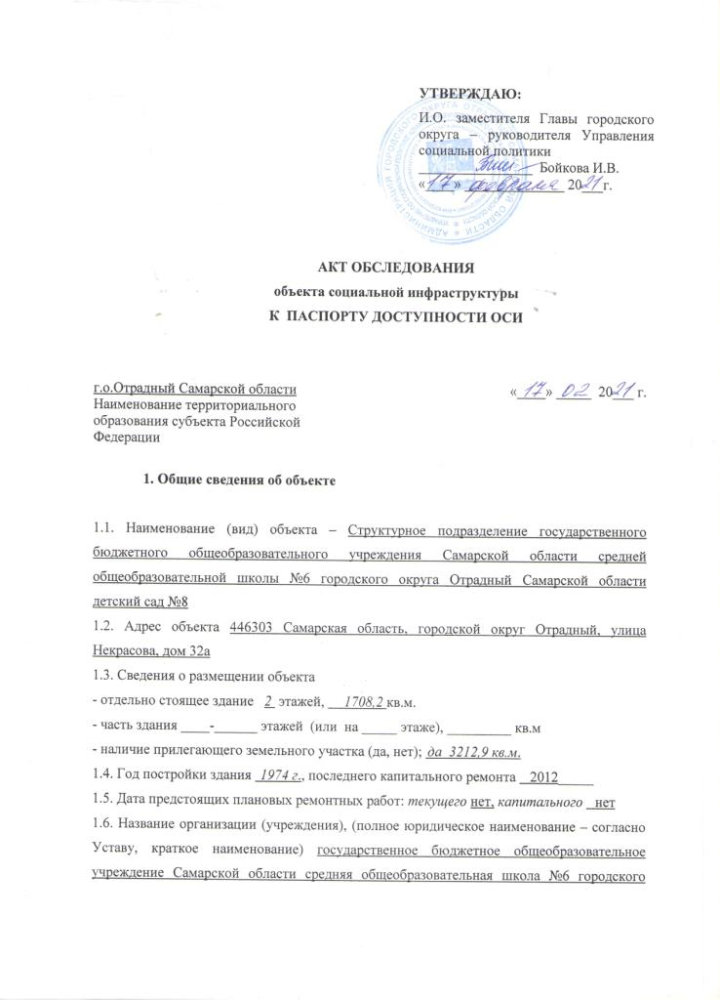 УТВЕРЖДАЮ:
И.О. заместителя Главы городского
округа – руководителя Управления
социальной политики
Бойкова И.В.
«17» февраля 2021г.
АКТ ОБСЛЕДОВАНИЯ
объекта социальной инфраструктуры
К ПАСПОРТУ ДОСТУПНОСТИ ОСИ
г.о.Отрадный Самарской области
«17» 02 2021 г.
Наименование территориального
образования субъекта Российской
Федерации
1. Общие сведения об объекте
1.1. Наименование (вид) объекта – Структурное подразделение государственного
бюджетного общеобразовательного учреждения Самарской области средней
общеобразовательной школы №6 городского округа Отрадный Самарской области
детский сад №8
1.2. Адрес объекта 446303 Самарская область, городской округ Отрадный, улица
Некрасова, дом 32а
1.3. Сведения о размещении объекта
- отдельно стоящее здание 2 этажей, 1708,2 кв.м.
- часть здания ____-______ этажей (или на _____ этаже), _________ кв.м
- наличие прилегающего земельного участка (да, нет); да 3212,9 кв.м.
1.4. Год постройки здания 1974 г., последнего капитального ремонта 2012
1.5. Дата предстоящих плановых ремонтных работ: текущего нет, капитального нет
1.6. Название организации (учреждения), (полное юридическое наименование – согласно
Уставу, краткое наименование) государственное бюджетное общеобразовательное
учреждение Самарской области средняя общеобразовательная школа №6 городского